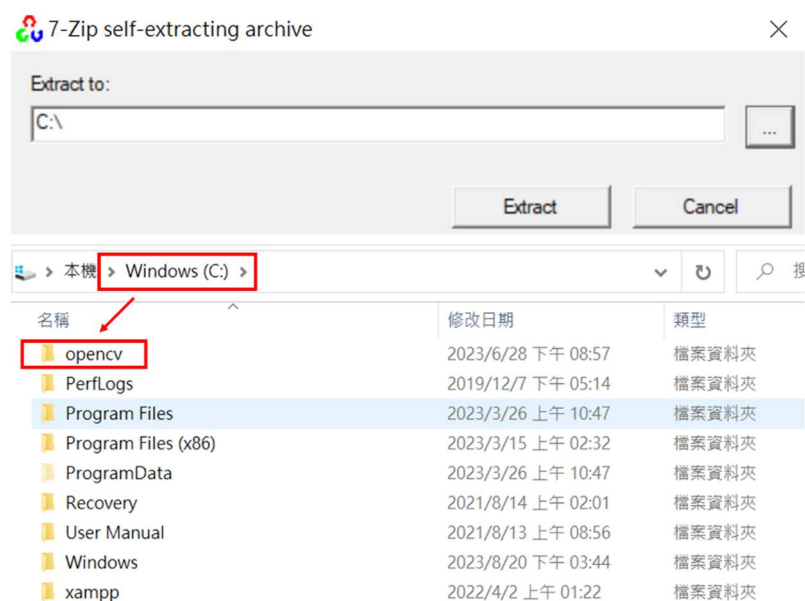 7-Zip self-extracting archive
Extract to:
C:\
...
Extract Cancel
本機 > Windows (C:) >
名稱 修改日期 類型
opencv 2023/6/28 下午 08:57 檔案資料夾
PerfLogs 2019/12/7 下午 05:14 檔案資料夾
Program Files 2023/3/26 上午 10:47 檔案資料夾
Program Files (x86) 2023/3/15 上午 02:32 檔案資料夾
ProgramData 2023/3/26 上午 10:47 檔案資料夾
Recovery 2021/8/14 上午 02:01 檔案資料夾
User Manual 2021/8/13 上午 08:56 檔案資料夾
Windows 2023/8/20 下午 03:44 檔案資料夾
xampp 2022/4/2 上午 01:22 檔案資料夾